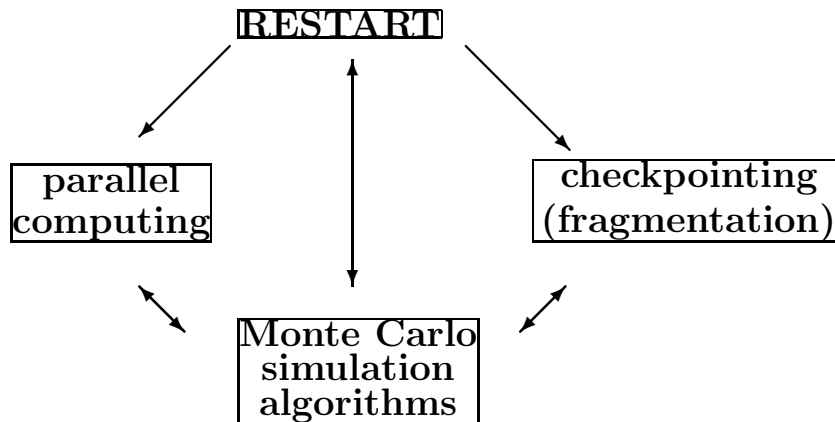 RESTART
parallel
computing
checkpointing
(fragmentation)
Monte Carlo
simulation
algorithms